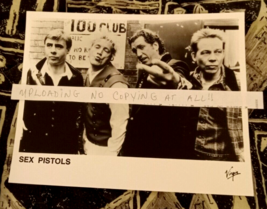 100 CLUB
UPLOADING NO COPYING AT ALL!!
SEX PISTOLS
Virgin